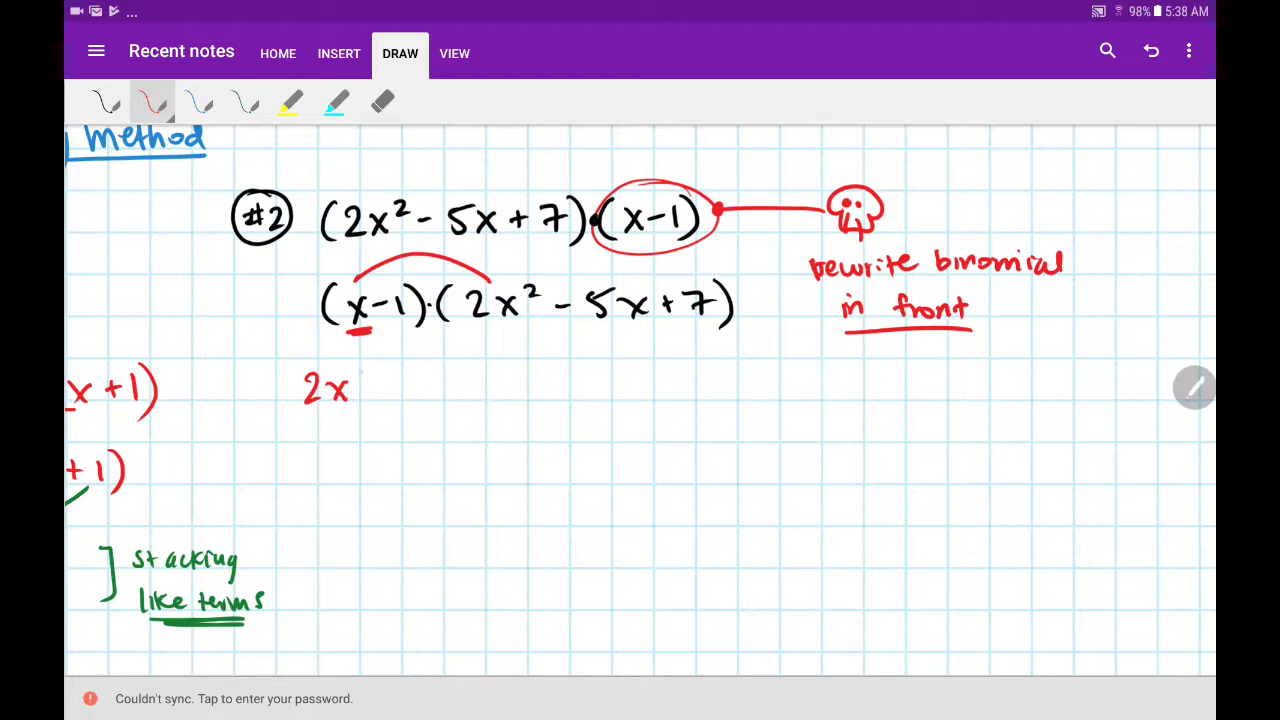 ... 98% 5:38 AM
Recent notes HOME INSERT DRAW VIEW
method
#2 (2x² - 5x + 7)·(x-1)
rewrite binomial
in front
(x-1)·(2x² - 5x + 7)
x + 1)
2x
+ 1)
] stacking
like terms
Couldn't sync. Tap to enter your password.